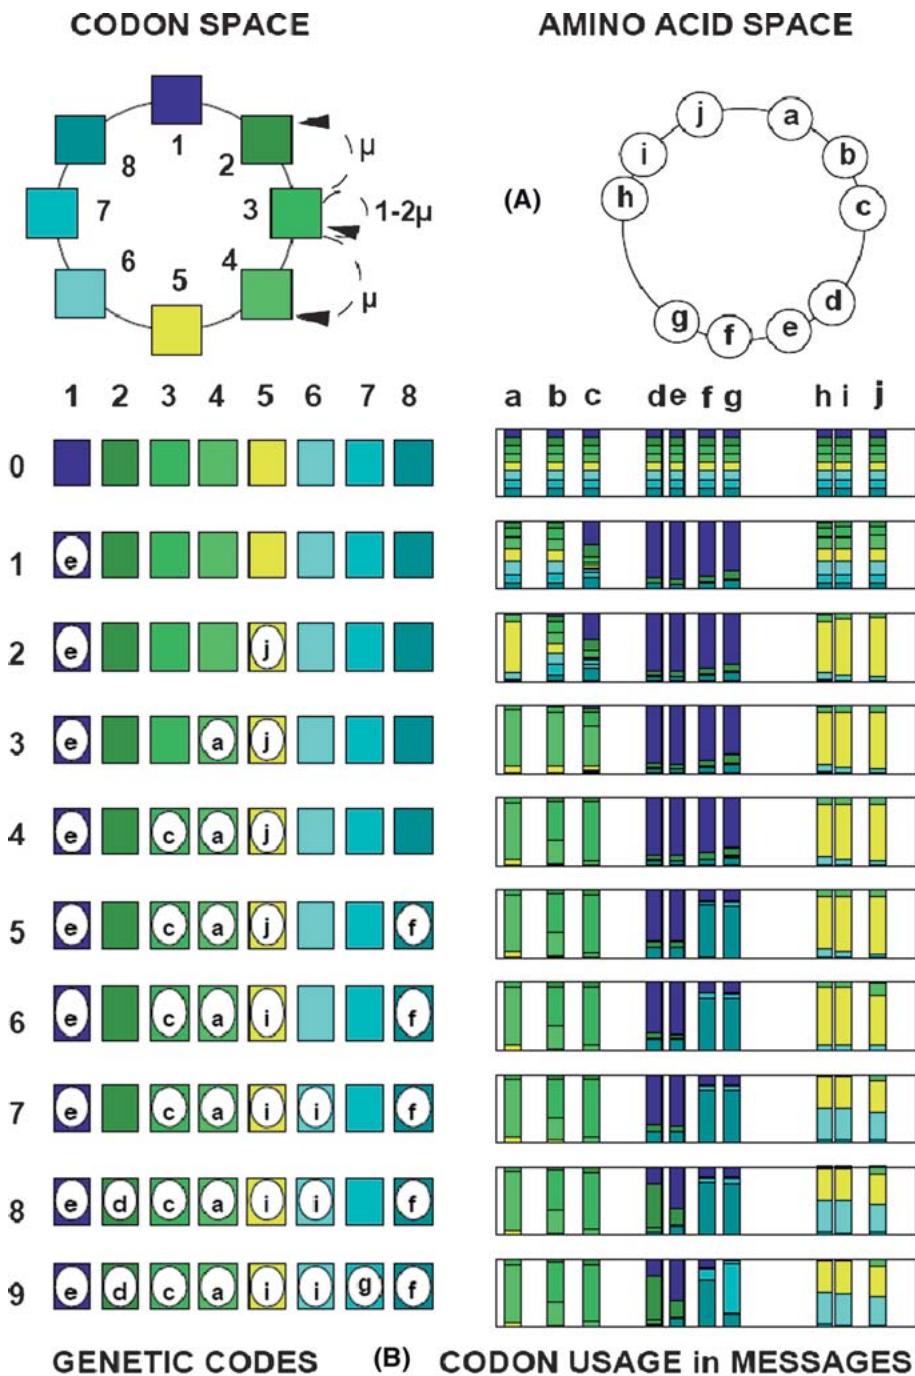 CODON SPACE AMINO ACID SPACE
1
2
3
4
5
6
7
8
μ
1-2μ
μ
(A)
a
b
c
d
e
f
g
h
i
j
1 2 3 4 5 6 7 8 a b c d e f g h i j
0
1 e
2 e j
3 e a j
4 e c a j
5 e c a j f
6 e c a i f
7 e c a i i f
8 e d c a i i f
9 e d c a i i g f
GENETIC CODES (B) CODON USAGE in MESSAGES